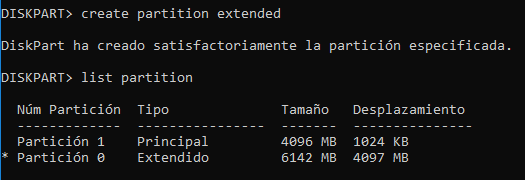 DISKPART> create partition extended
DiskPart ha creado satisfactoriamente la partición especificada.
DISKPART> list partition
Núm Partición  Tipo              Tamaño   Desplazamiento
-------------  ----------------  -------  ---------------
Partición 1    Principal         4096 MB  1024 KB
* Partición 0    Extendido         6142 MB  4097 MB